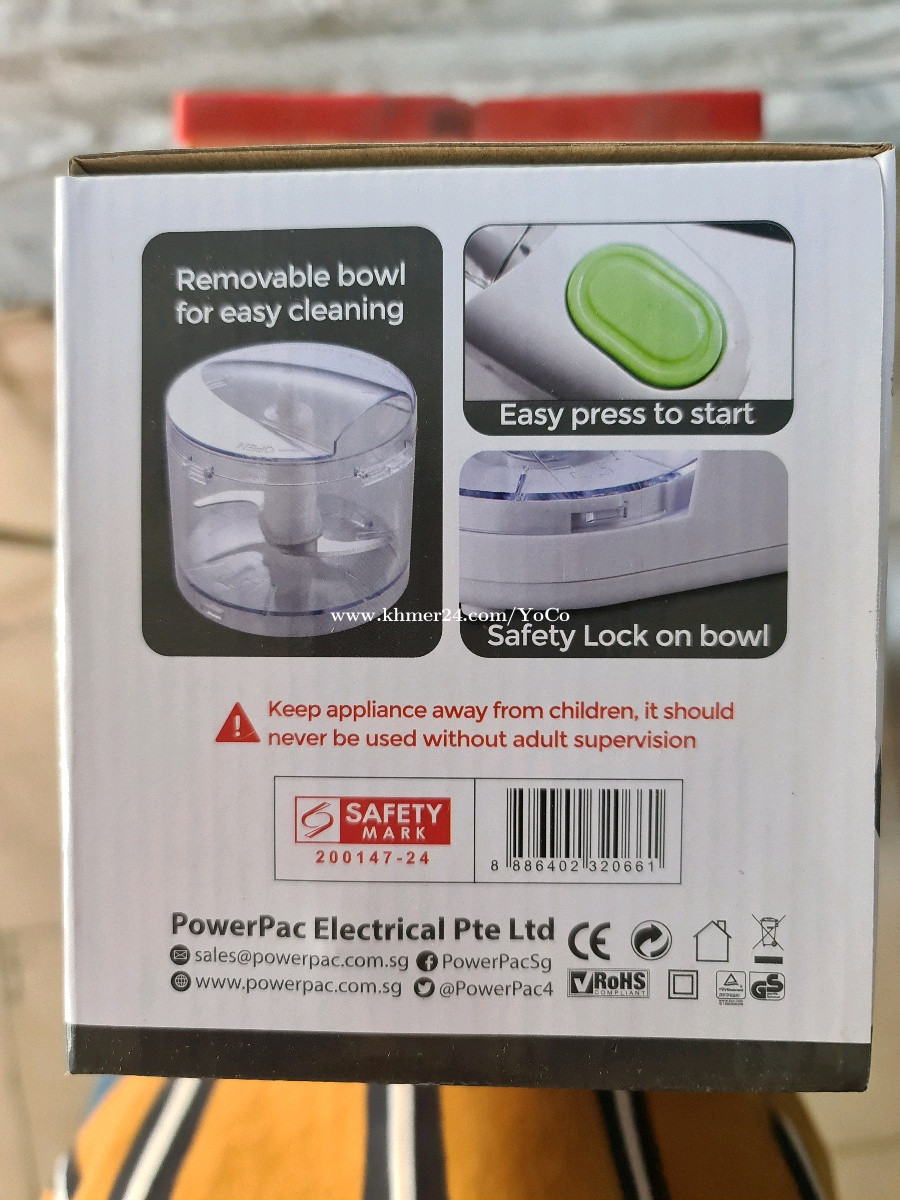 Removable bowl
for easy cleaning
OPEN
Easy press to start
www.khmer24.com/YoCo
Safety Lock on bowl
Keep appliance away from children, it should
never be used without adult supervision
SAFETY
MARK
200147-24
8 886402 320661
PowerPac Electrical Pte Ltd
sales@powerpac.com.sg PowerPacSg
www.powerpac.com.sg @PowerPac4
CE
RoHS
COMPLIANT
GS